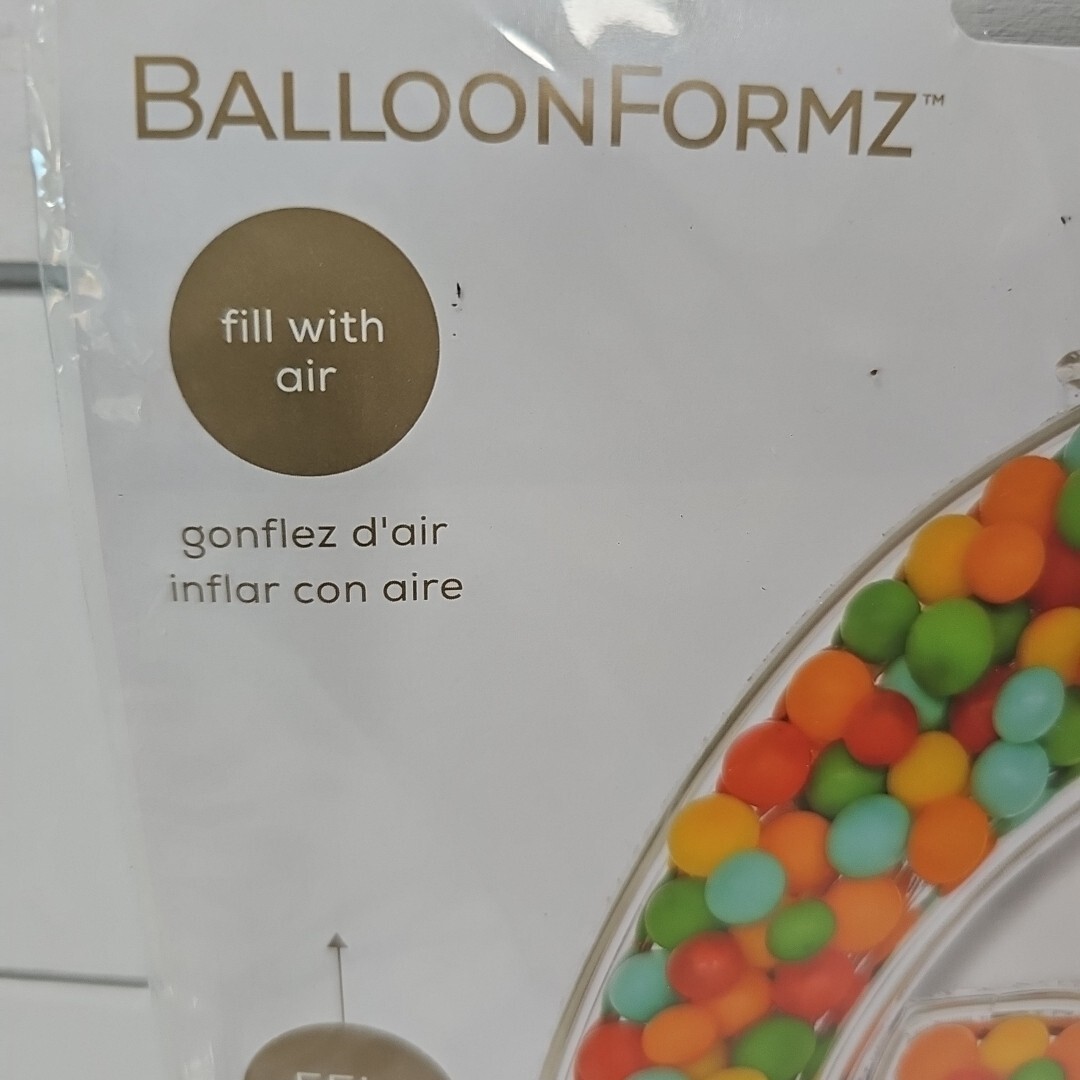 BALLOONFORMZ™
fill with
air
gonflez d'air
inflar con aire